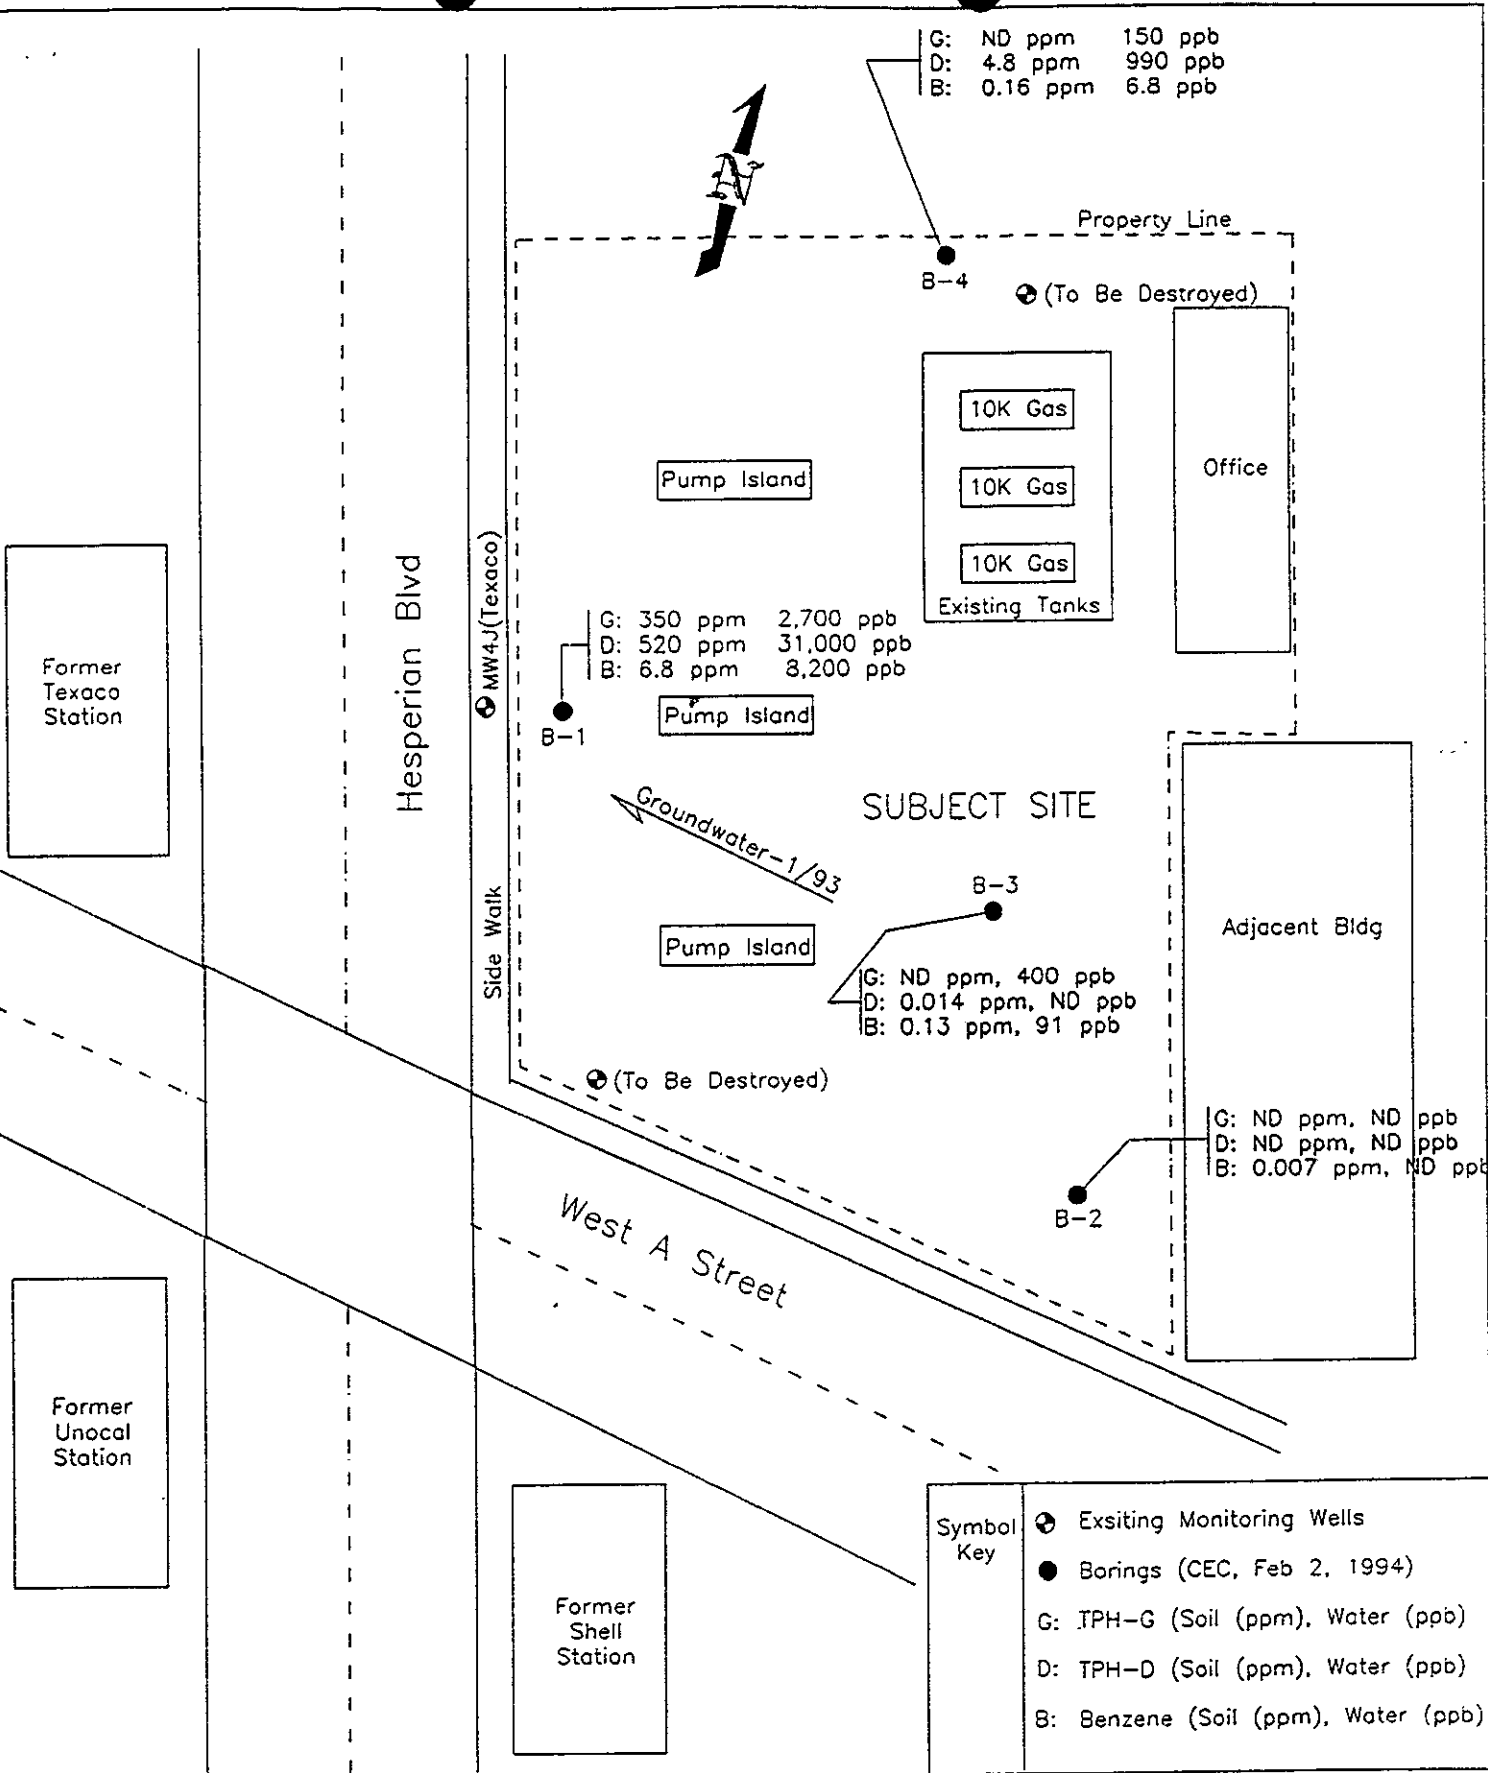 G: ND ppm 150 ppb
D: 4.8 ppm 990 ppb
B: 0.16 ppm 6.8 ppb
N
Property Line
B-4
(To Be Destroyed)
10K Gas
10K Gas
10K Gas
Existing Tanks
Office
Pump Island
Hesperian Blvd
MW4J(Texaco)
Side Walk
Former
Texaco
Station
G: 350 ppm 2,700 ppb
D: 520 ppm 31,000 ppb
B: 6.8 ppm 8,200 ppb
B-1
Pump Island
SUBJECT SITE
Groundwater-1/93
B-3
Pump Island
G: ND ppm, 400 ppb
D: 0.014 ppm, ND ppb
B: 0.13 ppm, 91 ppb
Adjacent Bldg
(To Be Destroyed)
G: ND ppm, ND ppb
D: ND ppm, ND ppb
B: 0.007 ppm, ND ppb
B-2
West A Street
Former
Unocal
Station
Former
Shell
Station
Symbol
Key
Exsiting Monitoring Wells
Borings (CEC, Feb 2, 1994)
G: TPH-G (Soil (ppm), Water (ppb)
D: TPH-D (Soil (ppm), Water (ppb)
B: Benzene (Soil (ppm), Water (ppb)